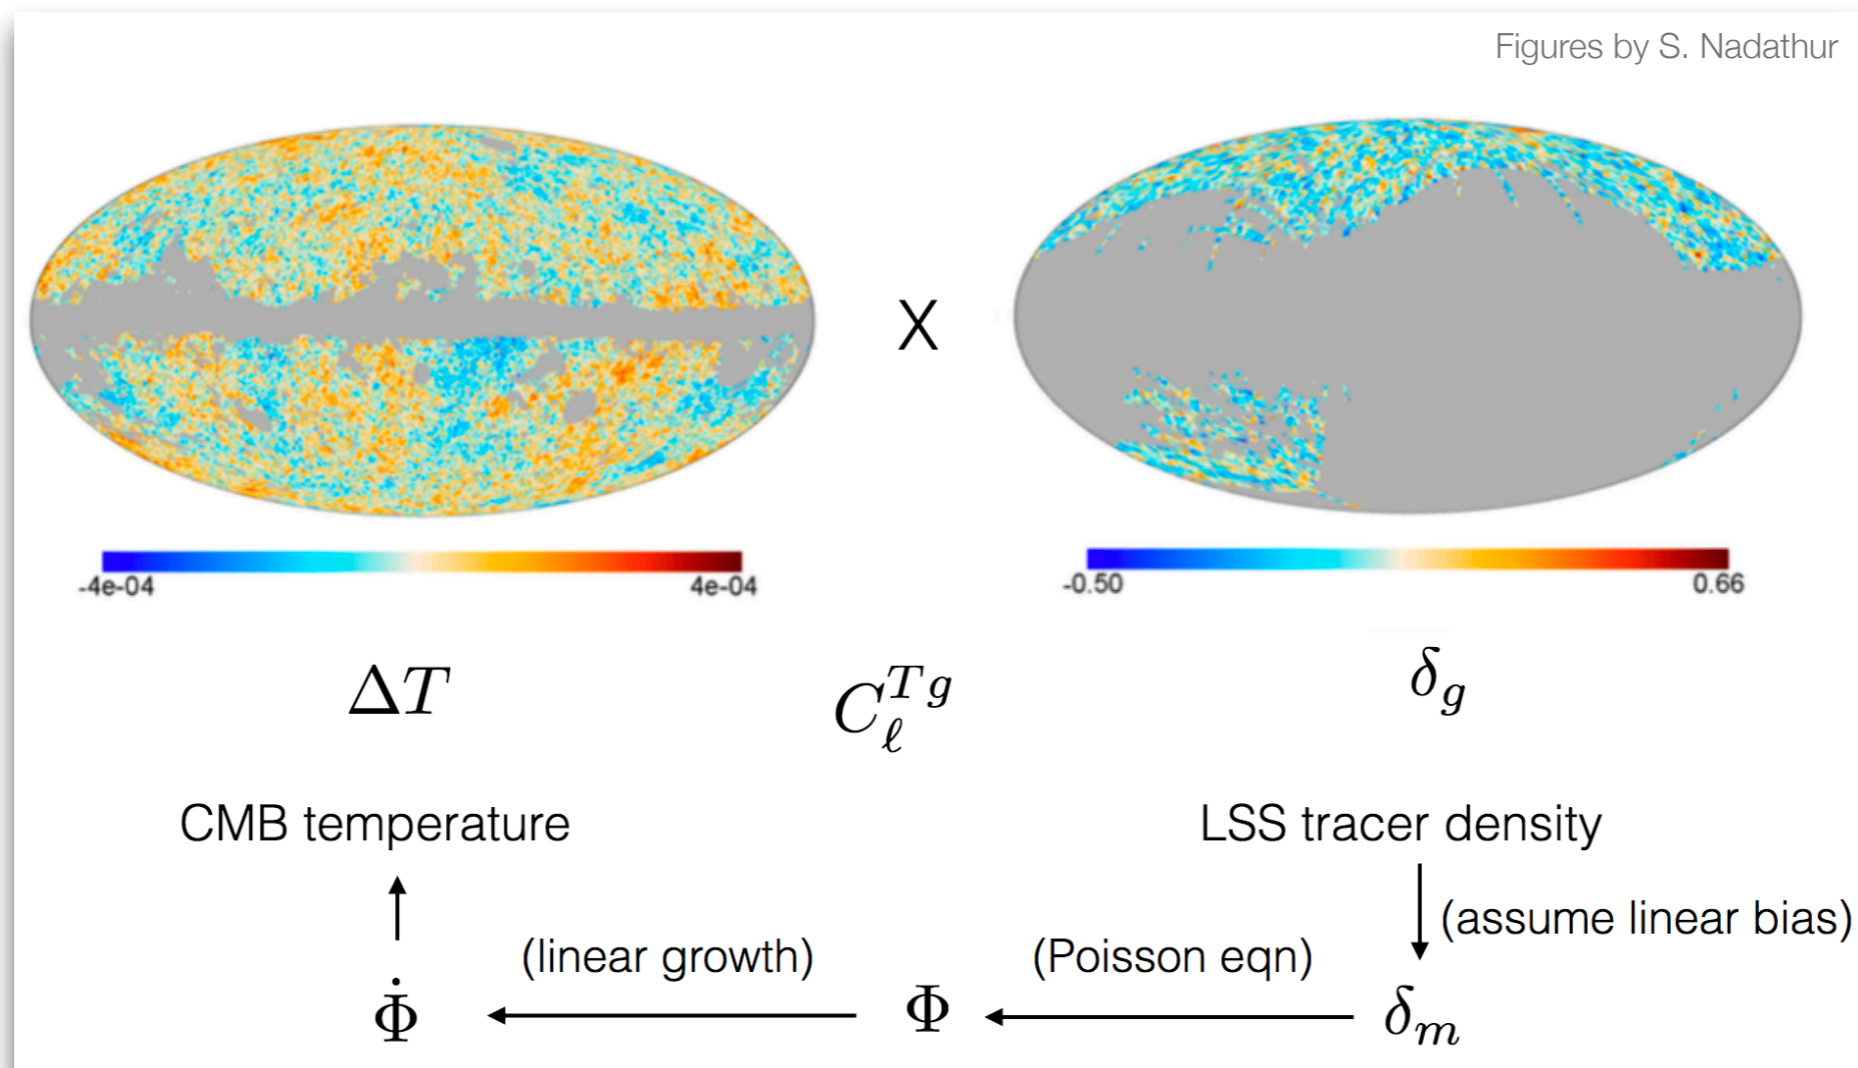 Figures by S. Nadathur
X
-4e-04 4e-04
-0.50 0.66
ΔT
C_ℓ^{Tg}
δ_g
CMB temperature
LSS tracer density
(assume linear bias)
(linear growth)
(Poisson eqn)
Φ̇
Φ
δ_m